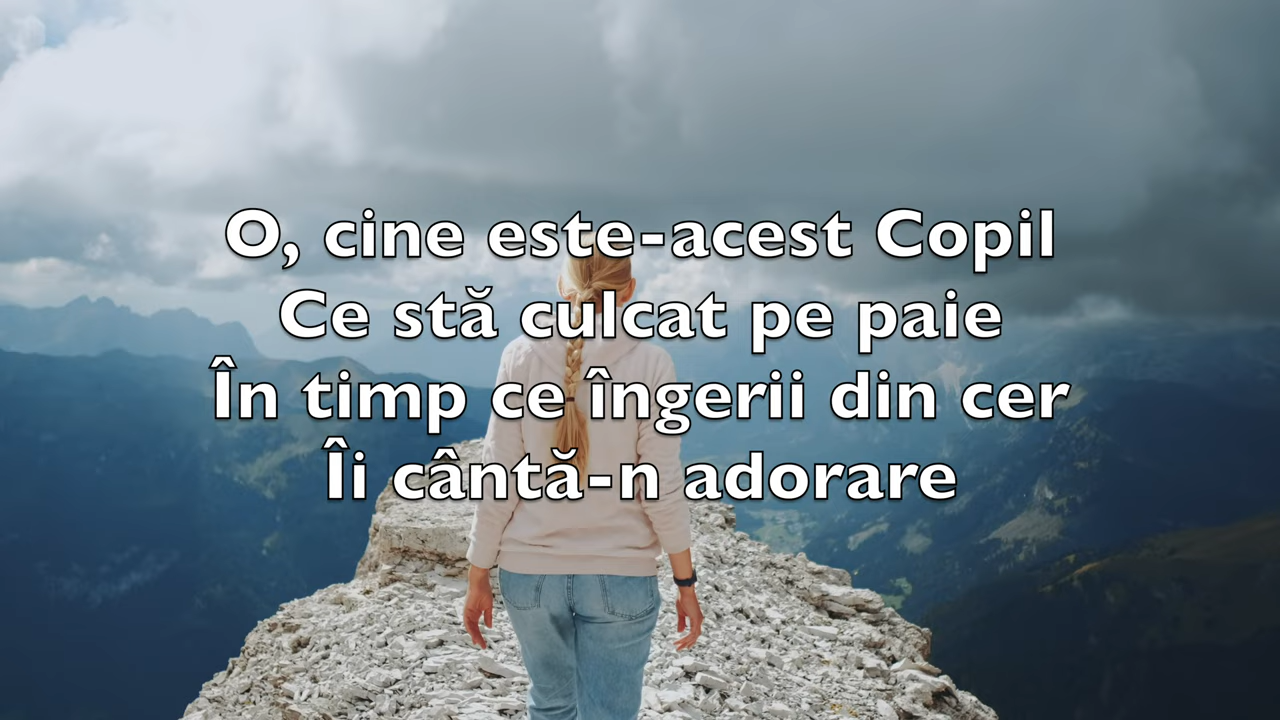 O, cine este-acest Copil
Ce stă culcat pe paie
În timp ce îngerii din cer
Îi cântă-n adorare